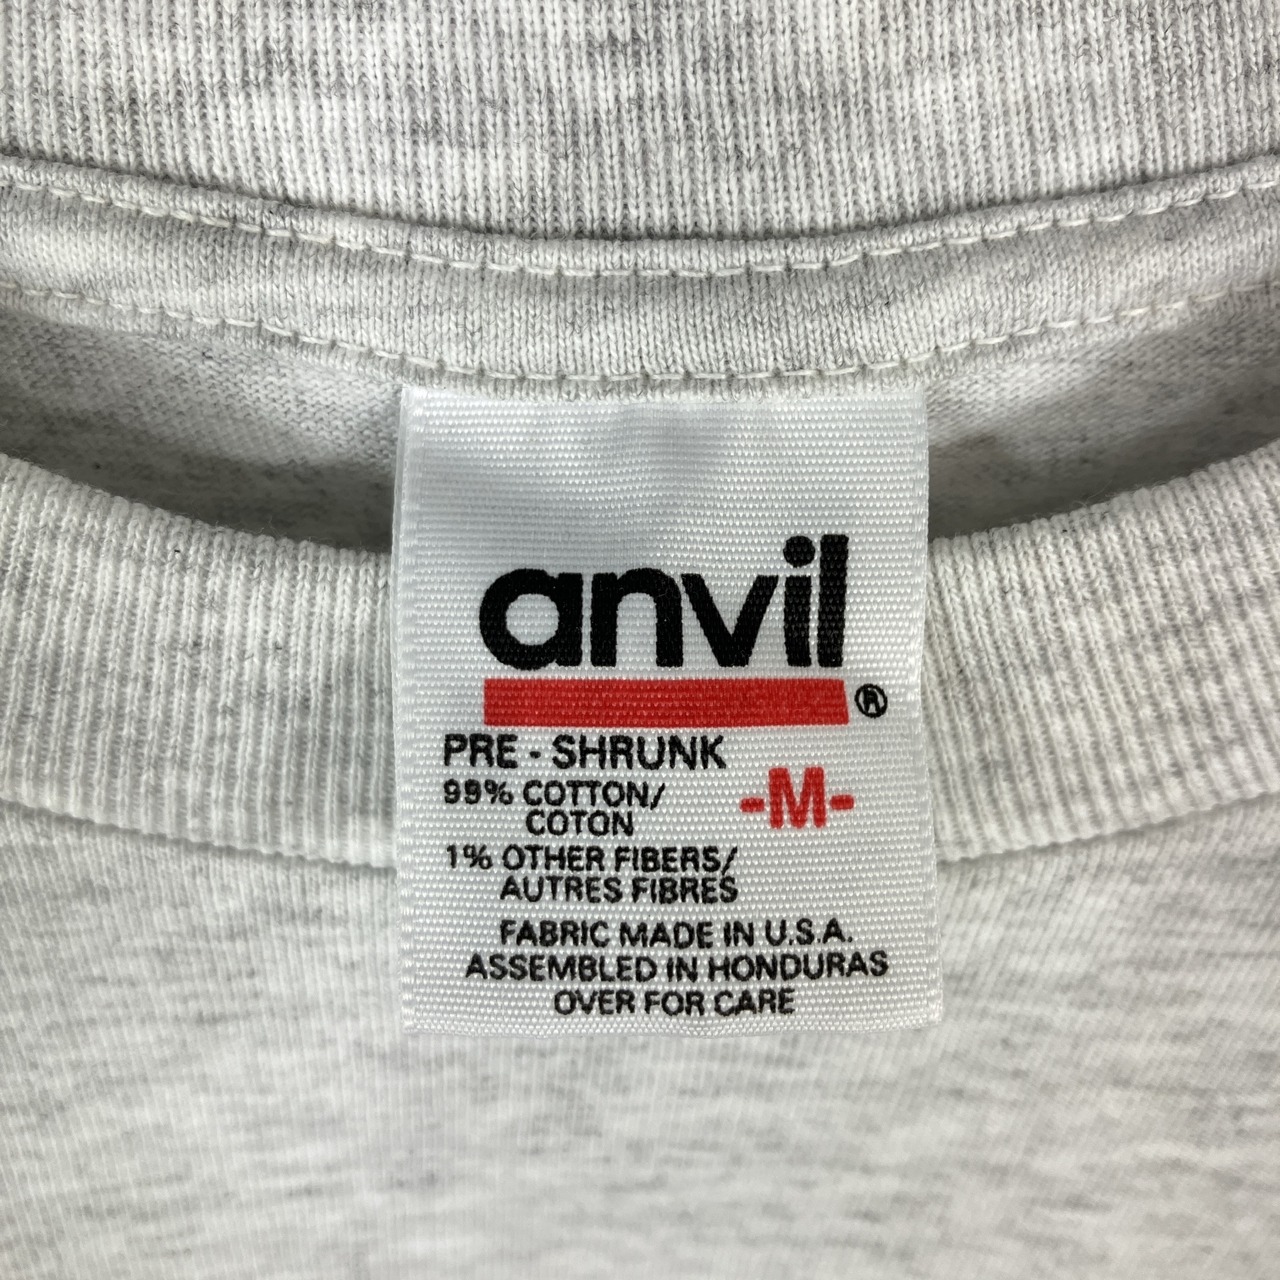 anvil
®
PRE - SHRUNK
99% COTTON/
COTON
-M-
1% OTHER FIBERS/
AUTRES FIBRES
FABRIC MADE IN U.S.A.
ASSEMBLED IN HONDURAS
OVER FOR CARE